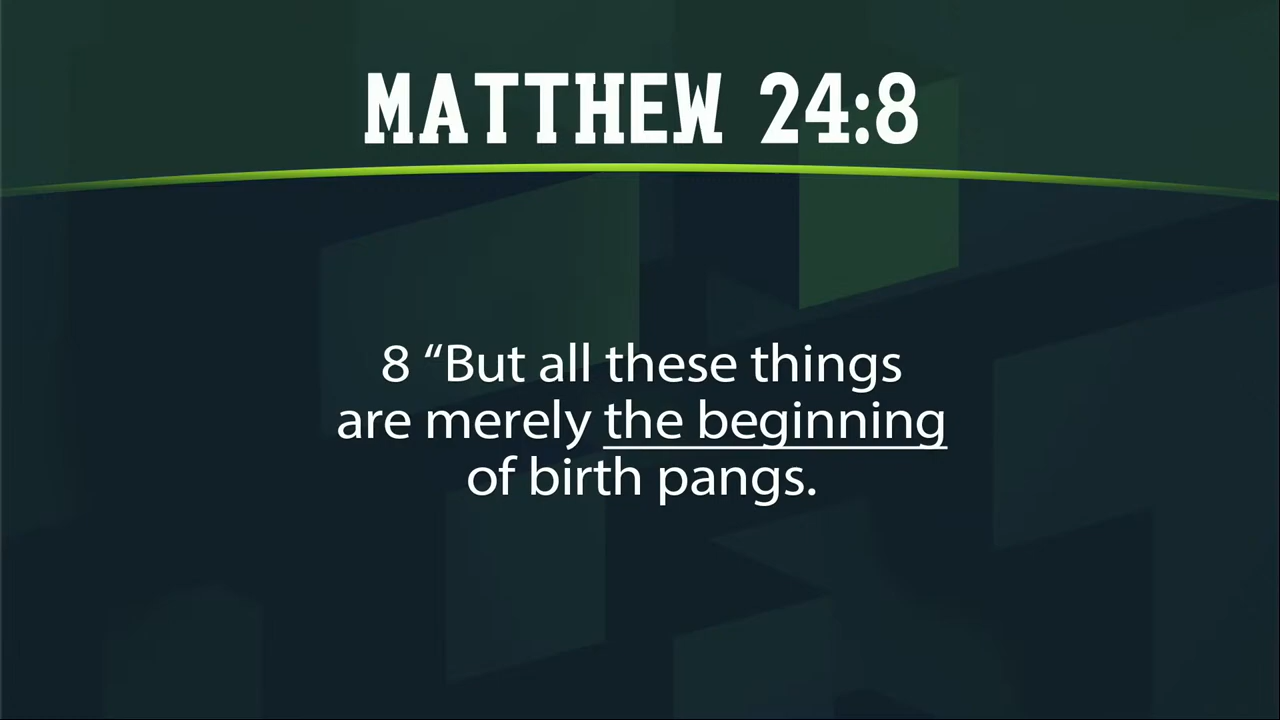 MATTHEW 24:8
8 “But all these things
are merely the beginning
of birth pangs.